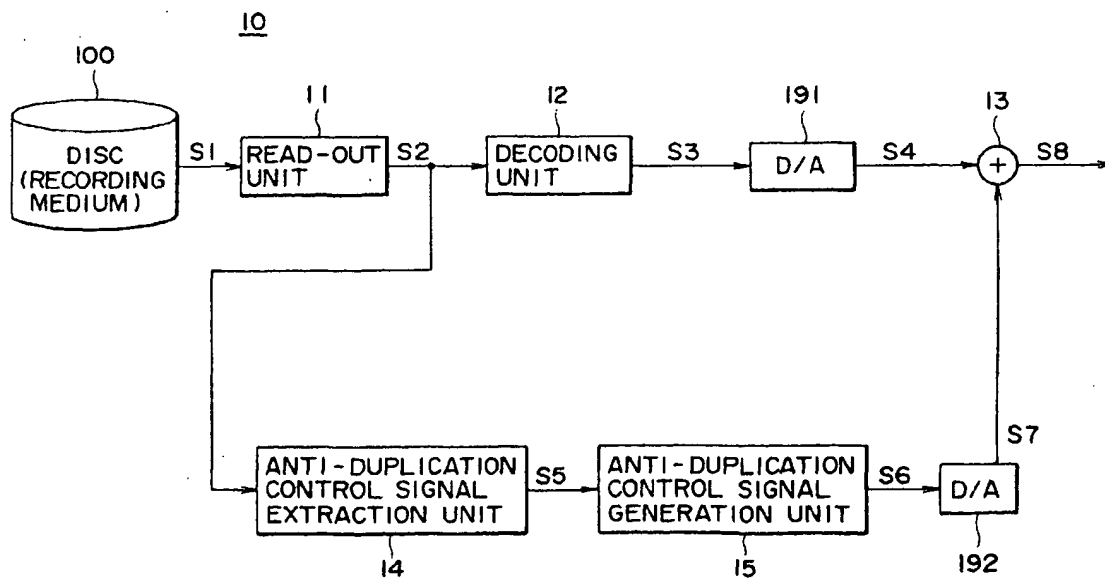 10
100
11
12
191
13
DISC
(RECORDING
MEDIUM)
S1
READ-OUT
UNIT
S2
DECODING
UNIT
S3
D/A
S4
+
S8
ANTI-DUPLICATION
CONTROL SIGNAL
EXTRACTION UNIT
S5
ANTI-DUPLICATION
CONTROL SIGNAL
GENERATION UNIT
S6
D/A
S7
14
15
192